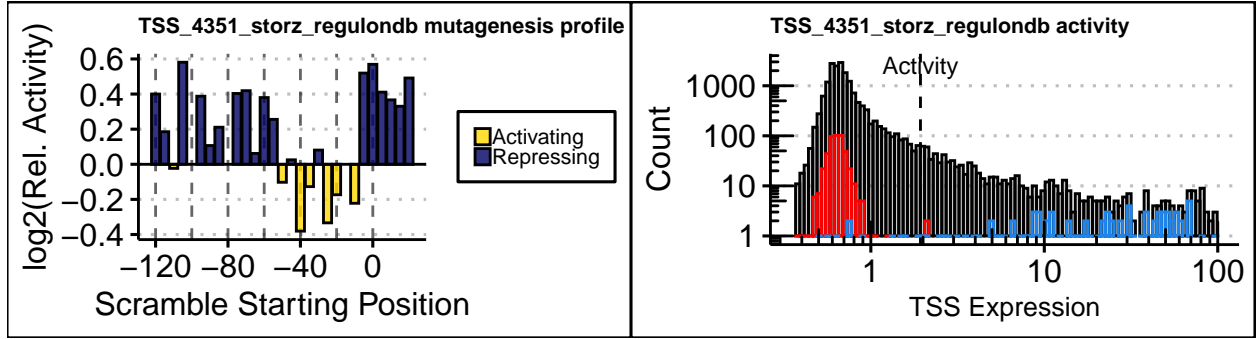 TSS_4351_storz_regulondb mutagenesis profile
log2(Rel. Activity)
0.6
0.4
0.2
0.0
−0.2
−0.4
−120 −80 −40 0
Scramble Starting Position
Activating
Repressing
TSS_4351_storz_regulondb activity
Activity
Count
1000
100
10
1
1 10 100
TSS Expression